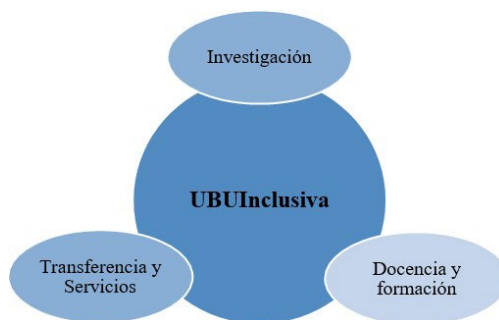 Investigación
UBUInclusiva
Transferencia y
Servicios
Docencia y
formación